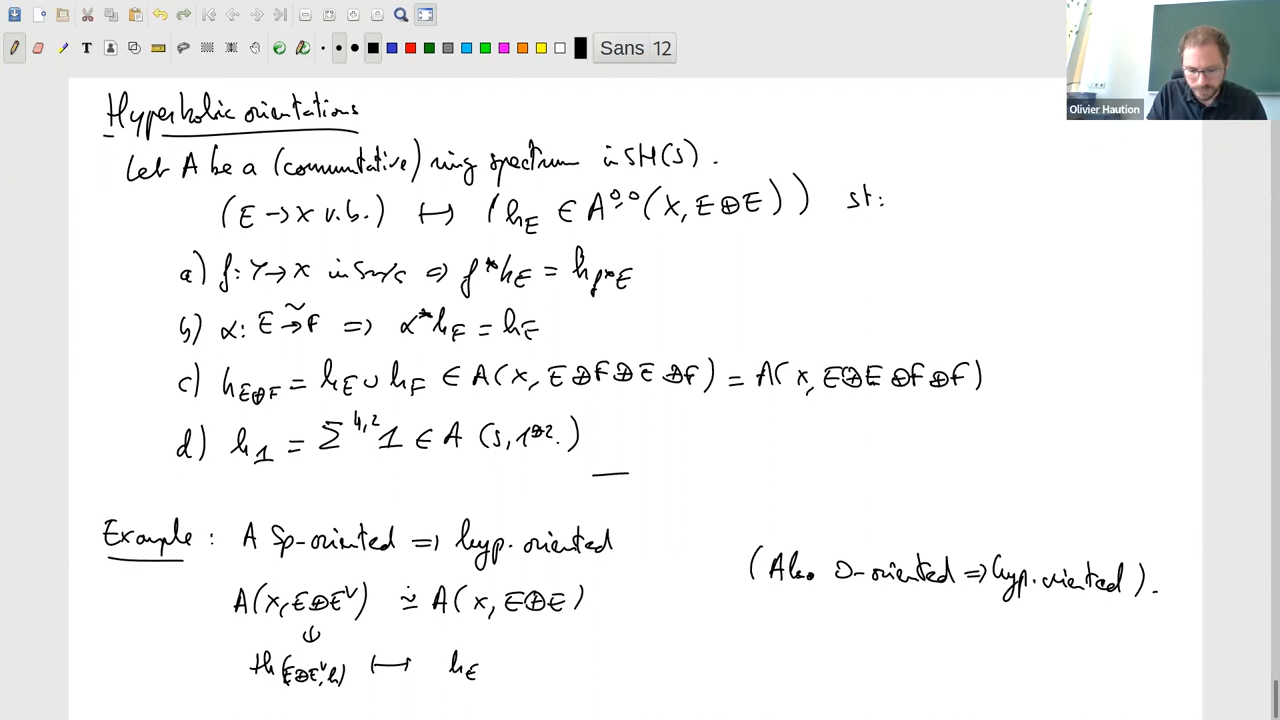 Sans 12
Olivier Haution
Hyperbolic orientations
Let A be a (commutative) ring spectrum in SH(S).
(E → X v.b.) ↦ (h_E ∈ A^{0,0}(X, E⊕E)) st:
a) f: Y → X in Sm/S ⇒ f^* h_E = h_{f^*E}
b) α: E ⥲ F ⇒ α^* h_F = h_E
c) h_{E⊕F} = h_E ∪ h_F ∈ A(X, E⊕F⊕E⊕F) = A(X, E⊕E⊕F⊕F)
d) h_1 = Σ^{4,2} 1 ∈ A(S, 1^{⊕2})
Example: A Sp-oriented ⇒ hyp. oriented
(Also O-oriented ⇒ hyp. oriented).
A(X, E⊕E^∨) ≃ A(X, E⊕E)
th_{(E⊕E^∨, h)} ↦ h_E